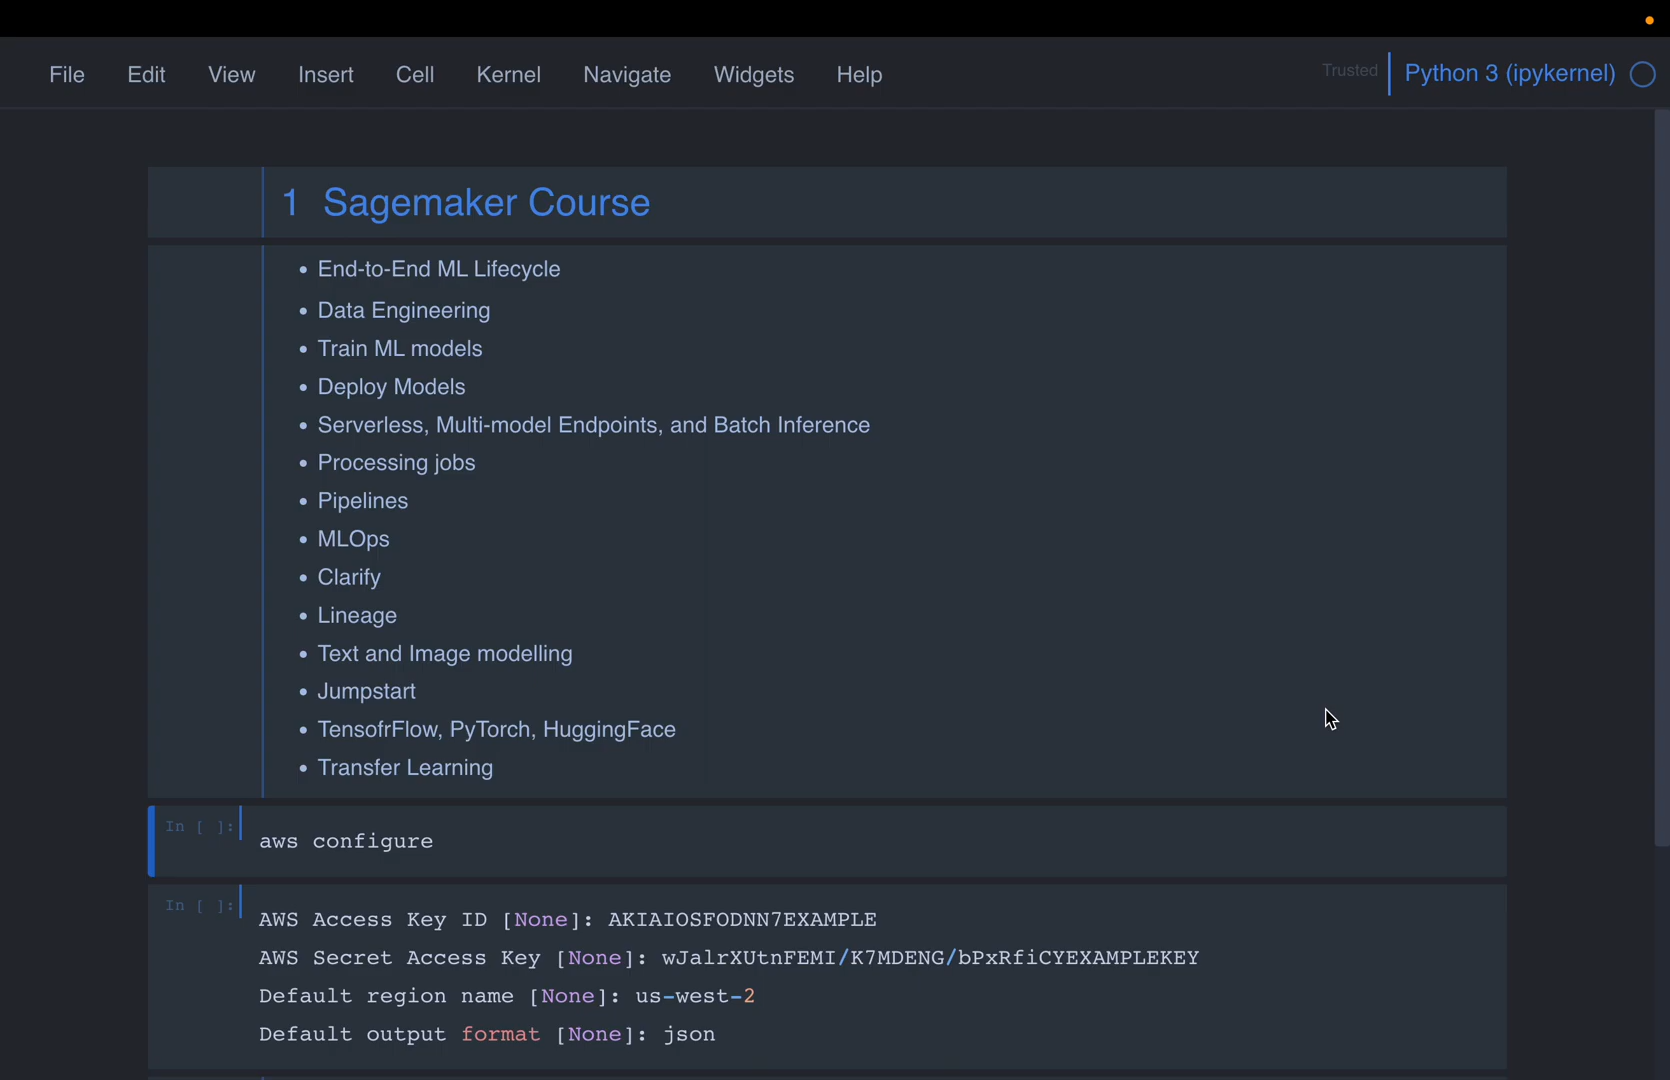 File Edit View Insert Cell Kernel Navigate Widgets Help Trusted Python 3 (ipykernel)
1 Sagemaker Course
• End-to-End ML Lifecycle
• Data Engineering
• Train ML models
• Deploy Models
• Serverless, Multi-model Endpoints, and Batch Inference
• Processing jobs
• Pipelines
• MLOps
• Clarify
• Lineage
• Text and Image modelling
• Jumpstart
• TensofrFlow, PyTorch, HuggingFace
• Transfer Learning
In [ ]: aws configure
In [ ]: AWS Access Key ID [None]: AKIAIOSFODNN7EXAMPLE
AWS Secret Access Key [None]: wJalrXUtnFEMI/K7MDENG/bPxRfiCYEXAMPLEKEY
Default region name [None]: us-west-2
Default output format [None]: json